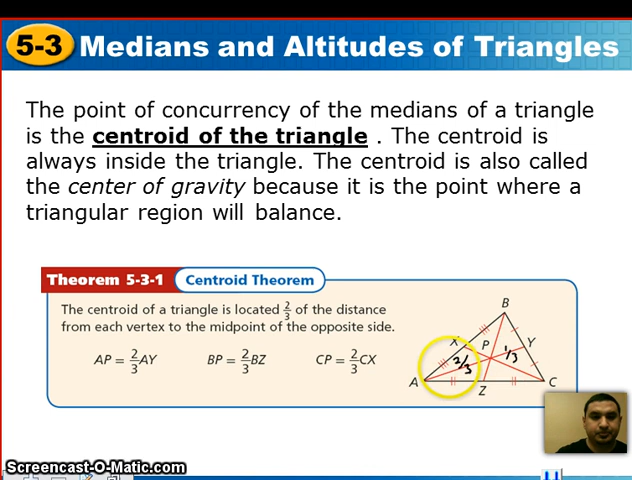 5-3 Medians and Altitudes of Triangles
The point of concurrency of the medians of a triangle
is the centroid of the triangle . The centroid is
always inside the triangle. The centroid is also called
the center of gravity because it is the point where a
triangular region will balance.
Theorem 5-3-1 Centroid Theorem
The centroid of a triangle is located 2/3 of the distance
from each vertex to the midpoint of the opposite side.
AP = 2/3 AY BP = 2/3 BZ CP = 2/3 CX
B
X P Y
2/3 1/3
A Z C
Screencast-O-Matic.com